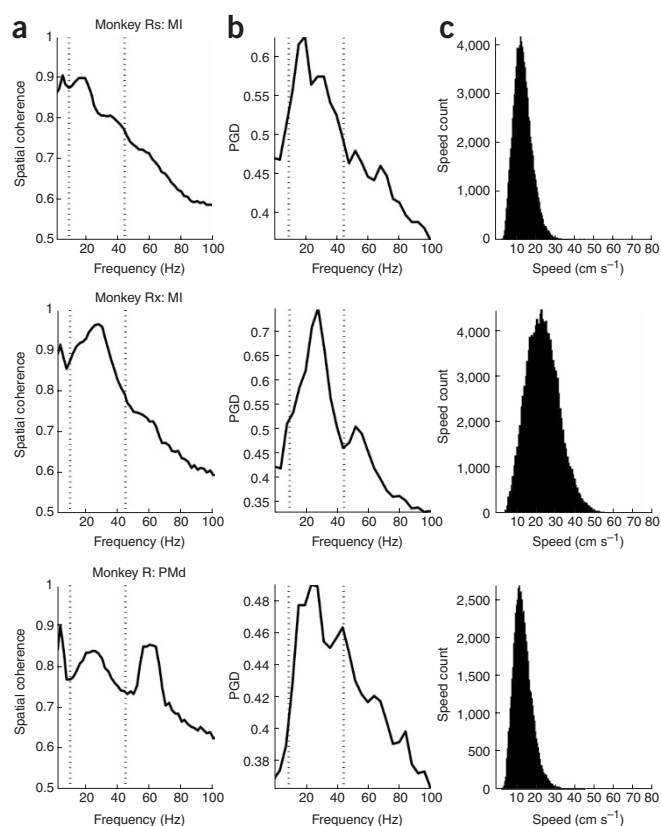 a
b
c
Monkey Rs: MI
Spatial coherence
1
0.9
0.8
0.7
0.6
0.5
20 40 60 80 100
Frequency (Hz)
PGD
0.6
0.55
0.5
0.45
0.4
20 40 60 80 100
Frequency (Hz)
Speed count
4,000
3,000
2,000
1,000
0
10 20 30 40 50 60 70 80
Speed (cm s−1)
Monkey Rx: MI
Spatial coherence
1
0.9
0.8
0.7
0.6
0.5
20 40 60 80 100
Frequency (Hz)
PGD
0.7
0.65
0.6
0.55
0.5
0.45
0.4
0.35
0.33
20 40 60 80 100
Frequency (Hz)
Speed count
4,000
3,000
2,000
1,000
0
10 20 30 40 50 60 70 80
Speed (cm s−1)
Monkey R: PMd
Spatial coherence
1
0.9
0.8
0.7
0.6
0.5
20 40 60 80 100
Frequency (Hz)
PGD
0.48
0.46
0.44
0.42
0.4
0.38
20 40 60 80 100
Frequency (Hz)
Speed count
2,500
2,000
1,500
1,000
500
0
10 20 30 40 50 60 70 80
Speed (cm s−1)